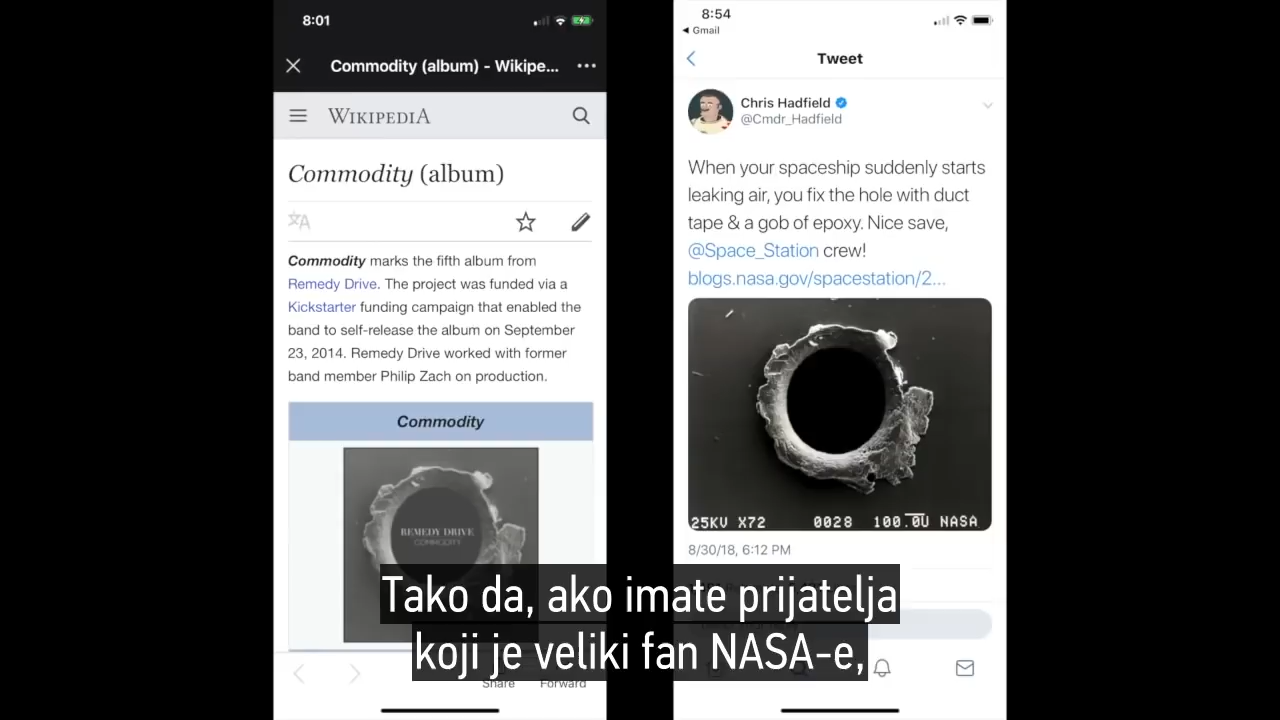 8:01
Commodity (album) - Wikipe...
WIKIPEDIA
Commodity (album)
Commodity marks the fifth album from
Remedy Drive. The project was funded via a
Kickstarter funding campaign that enabled the
band to self-release the album on September
23, 2014. Remedy Drive worked with former
band member Philip Zach on production.
Commodity
REMEDY DRIVE
COMMODITY
Share Forward
8:54
Gmail
Tweet
Chris Hadfield
@Cmdr_Hadfield
When your spaceship suddenly starts
leaking air, you fix the hole with duct
tape & a gob of epoxy. Nice save,
@Space_Station crew!
blogs.nasa.gov/spacestation/2...
25KV X72 0028 100.0U NASA
8/30/18, 6:12 PM
Tako da, ako imate prijatelja
koji je veliki fan NASA-e,